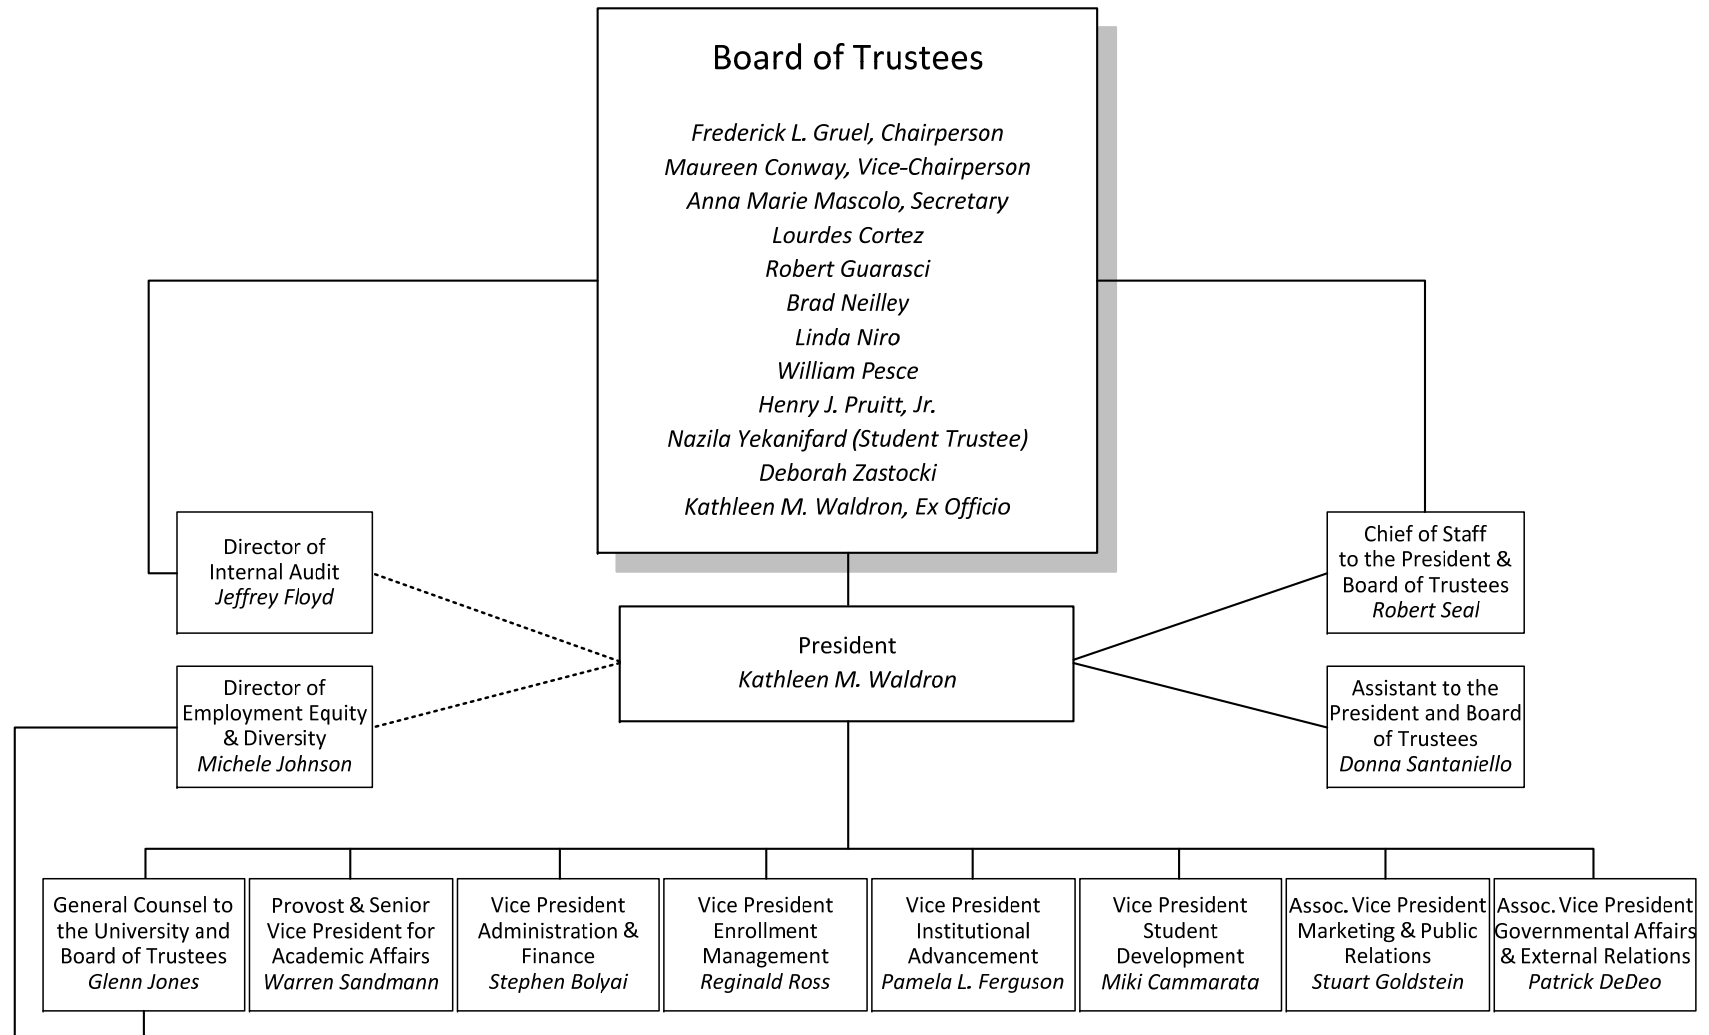 Board of Trustees
Frederick L. Gruel, Chairperson
Maureen Conway, Vice-Chairperson
Anna Marie Mascolo, Secretary
Lourdes Cortez
Robert Guarasci
Brad Neilley
Linda Niro
William Pesce
Henry J. Pruitt, Jr.
Nazila Yekanifard (Student Trustee)
Deborah Zastocki
Kathleen M. Waldron, Ex Officio
Director of
Internal Audit
Jeffrey Floyd
Chief of Staff
to the President &
Board of Trustees
Robert Seal
President
Kathleen M. Waldron
Director of
Employment Equity
& Diversity
Michele Johnson
Assistant to the
President and Board
of Trustees
Donna Santaniello
General Counsel to
the University and
Board of Trustees
Glenn Jones
Provost & Senior
Vice President for
Academic Affairs
Warren Sandmann
Vice President
Administration &
Finance
Stephen Bolyai
Vice President
Enrollment
Management
Reginald Ross
Vice President
Institutional
Advancement
Pamela L. Ferguson
Vice President
Student
Development
Miki Cammarata
Assoc. Vice President
Marketing & Public
Relations
Stuart Goldstein
Assoc. Vice President
Governmental Affairs
& External Relations
Patrick DeDeo